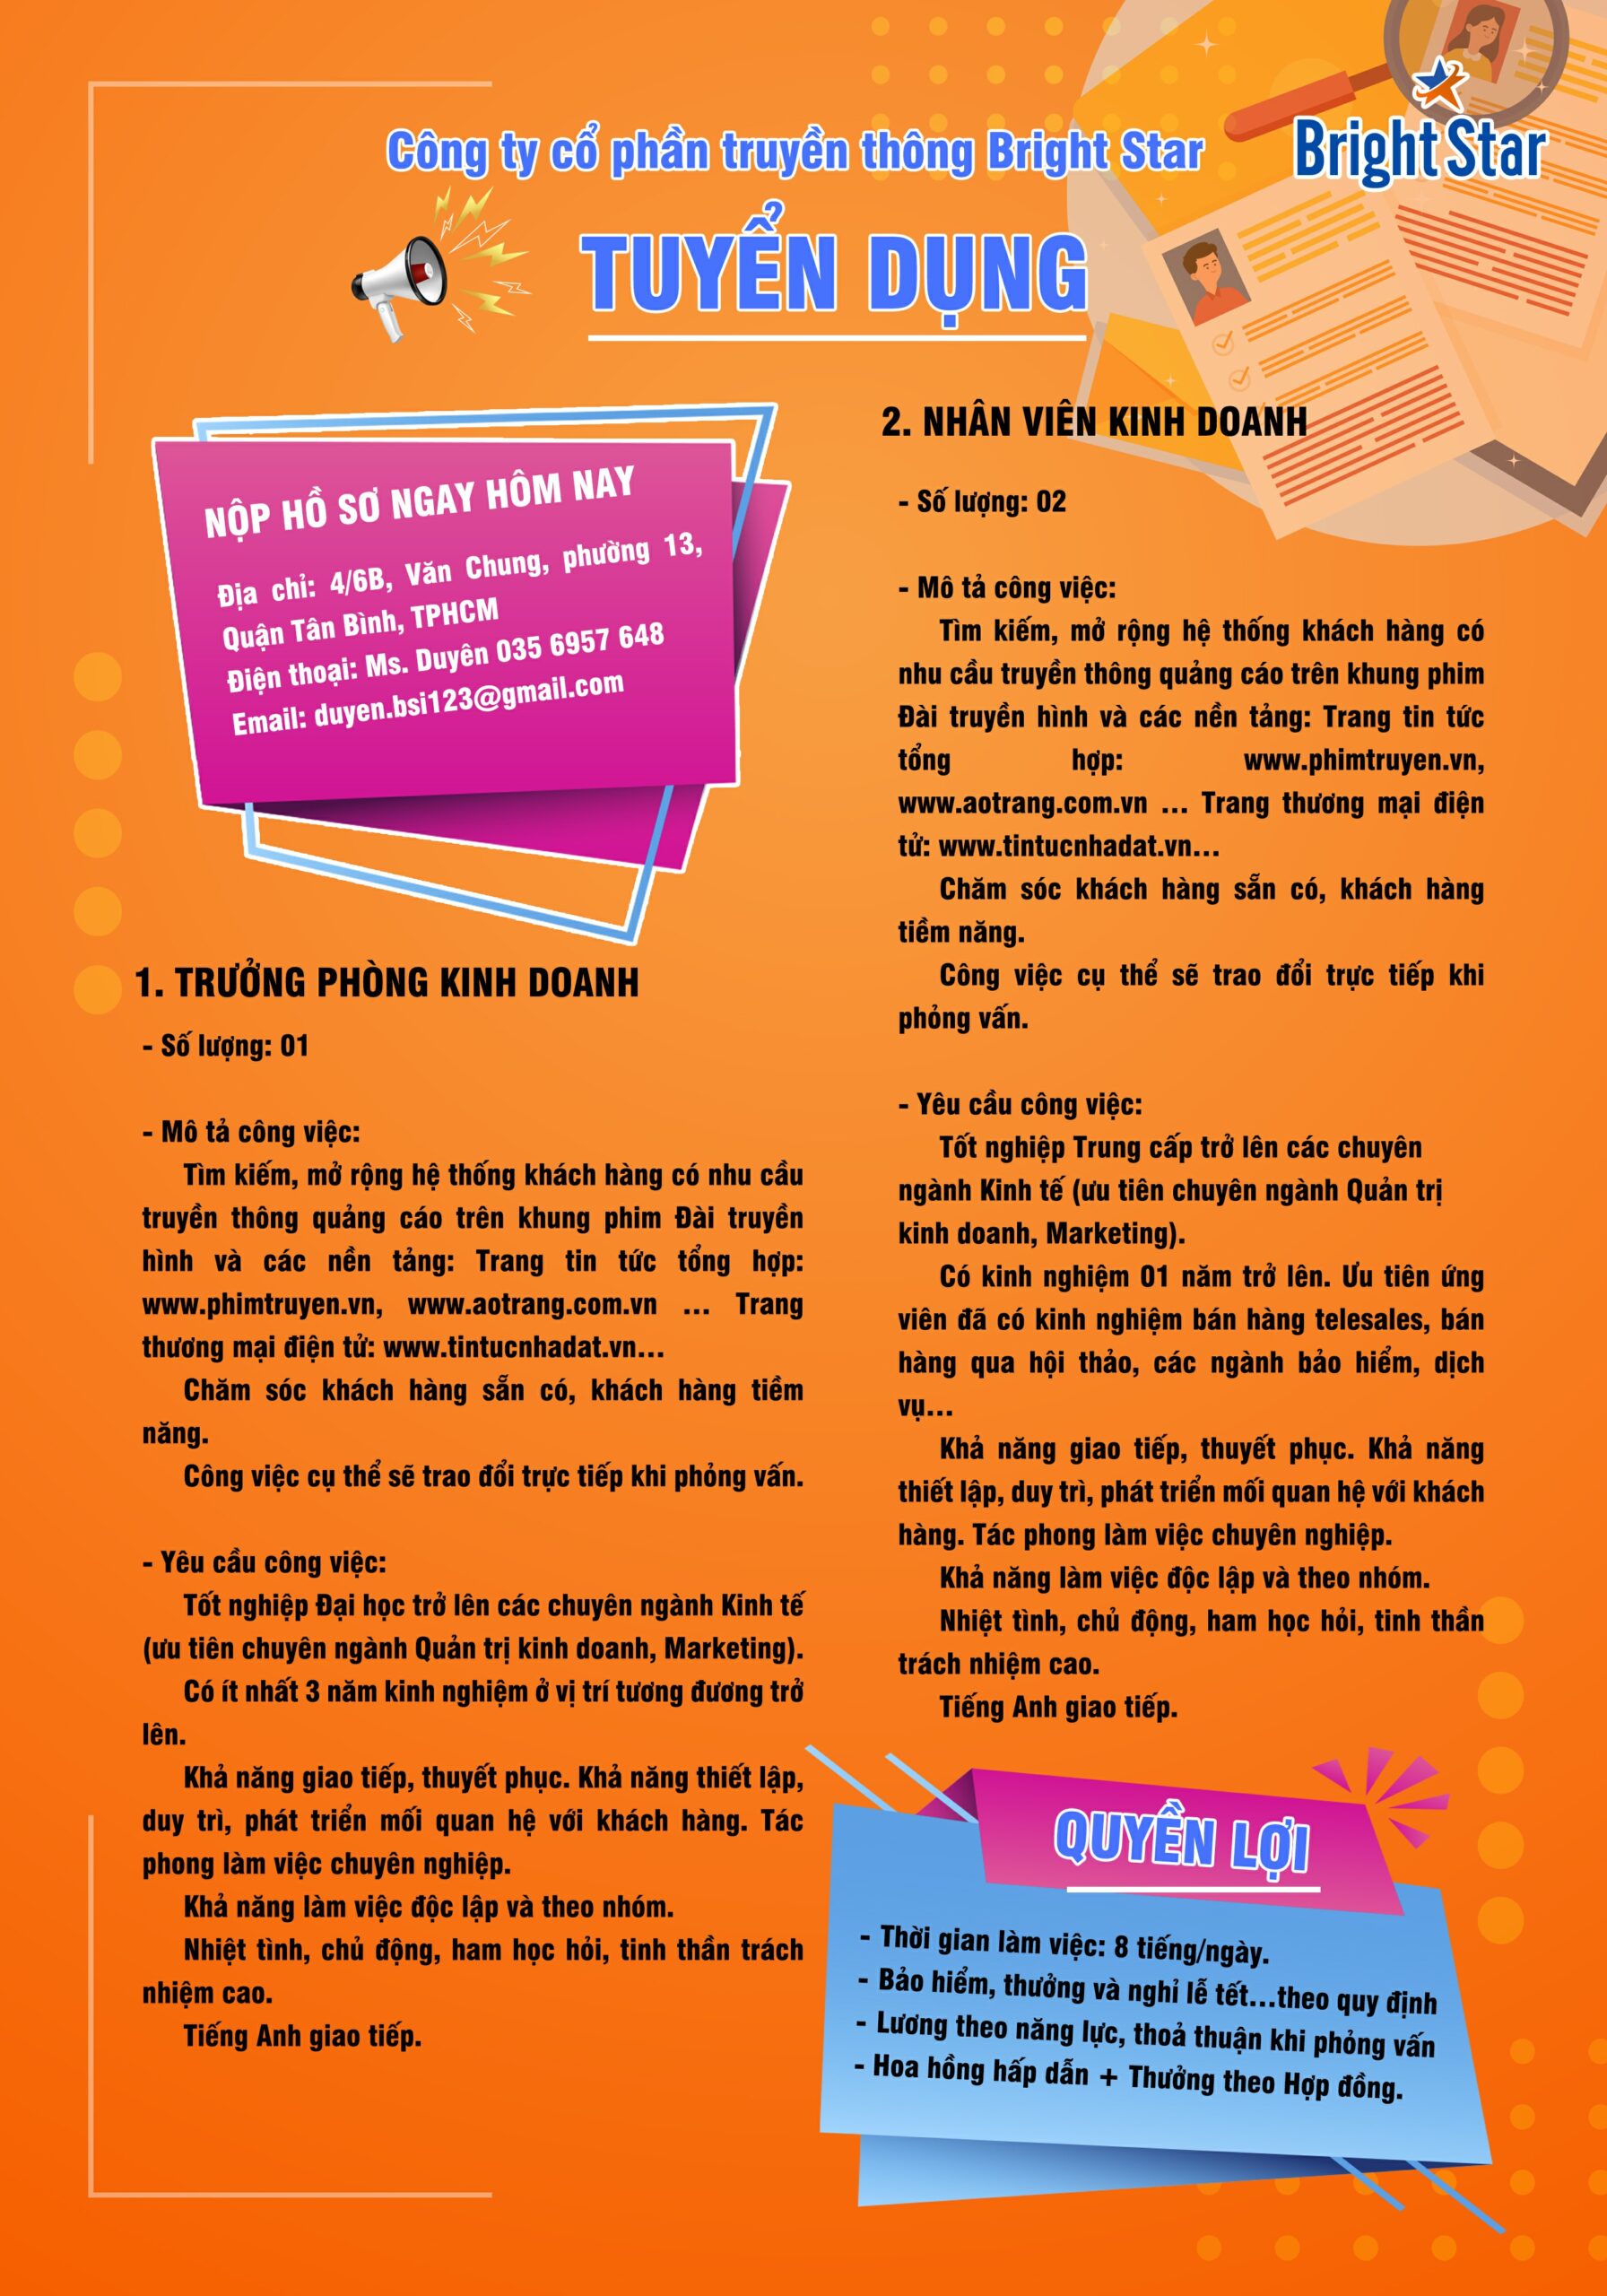 Công ty cổ phần truyền thông Bright Star
Bright Star
TUYỂN DỤNG
NỘP HỒ SƠ NGAY HÔM NAY
Địa chỉ: 4/6B, Văn Chung, phường 13,
Quận Tân Bình, TPHCM
Điện thoại: Ms. Duyên 035 6957 648
Email: duyen.bsi123@gmail.com
1. TRƯỞNG PHÒNG KINH DOANH
- Số lượng: 01
- Mô tả công việc:
Tìm kiếm, mở rộng hệ thống khách hàng có nhu cầu
truyền thông quảng cáo trên khung phim Đài truyền
hình và các nền tảng: Trang tin tức tổng hợp:
www.phimtruyen.vn, www.aotrang.com.vn ... Trang
thương mại điện tử: www.tintucnhadat.vn...
Chăm sóc khách hàng sẵn có, khách hàng tiềm
năng.
Công việc cụ thể sẽ trao đổi trực tiếp khi phỏng vấn.
- Yêu cầu công việc:
Tốt nghiệp Đại học trở lên các chuyên ngành Kinh tế
(ưu tiên chuyên ngành Quản trị kinh doanh, Marketing).
Có ít nhất 3 năm kinh nghiệm ở vị trí tương đương trở
lên.
Khả năng giao tiếp, thuyết phục. Khả năng thiết lập,
duy trì, phát triển mối quan hệ với khách hàng. Tác
phong làm việc chuyên nghiệp.
Khả năng làm việc độc lập và theo nhóm.
Nhiệt tình, chủ động, ham học hỏi, tinh thần trách
nhiệm cao.
Tiếng Anh giao tiếp.
2. NHÂN VIÊN KINH DOANH
- Số lượng: 02
- Mô tả công việc:
Tìm kiếm, mở rộng hệ thống khách hàng có
nhu cầu truyền thông quảng cáo trên khung phim
Đài truyền hình và các nền tảng: Trang tin tức
tổng hợp: www.phimtruyen.vn,
www.aotrang.com.vn ... Trang thương mại điện
tử: www.tintucnhadat.vn...
Chăm sóc khách hàng sẵn có, khách hàng
tiềm năng.
Công việc cụ thể sẽ trao đổi trực tiếp khi
phỏng vấn.
- Yêu cầu công việc:
Tốt nghiệp Trung cấp trở lên các chuyên
ngành Kinh tế (ưu tiên chuyên ngành Quản trị
kinh doanh, Marketing).
Có kinh nghiệm 01 năm trở lên. Ưu tiên ứng
viên đã có kinh nghiệm bán hàng telesales, bán
hàng qua hội thảo, các ngành bảo hiểm, dịch
vụ...
Khả năng giao tiếp, thuyết phục. Khả năng
thiết lập, duy trì, phát triển mối quan hệ với khách
hàng. Tác phong làm việc chuyên nghiệp.
Khả năng làm việc độc lập và theo nhóm.
Nhiệt tình, chủ động, ham học hỏi, tinh thần
trách nhiệm cao.
Tiếng Anh giao tiếp.
QUYỀN LỢI
- Thời gian làm việc: 8 tiếng/ngày.
- Bảo hiểm, thưởng và nghỉ lễ tết...theo quy định
- Lương theo năng lực, thoả thuận khi phỏng vấn
- Hoa hồng hấp dẫn + Thưởng theo Hợp đồng.